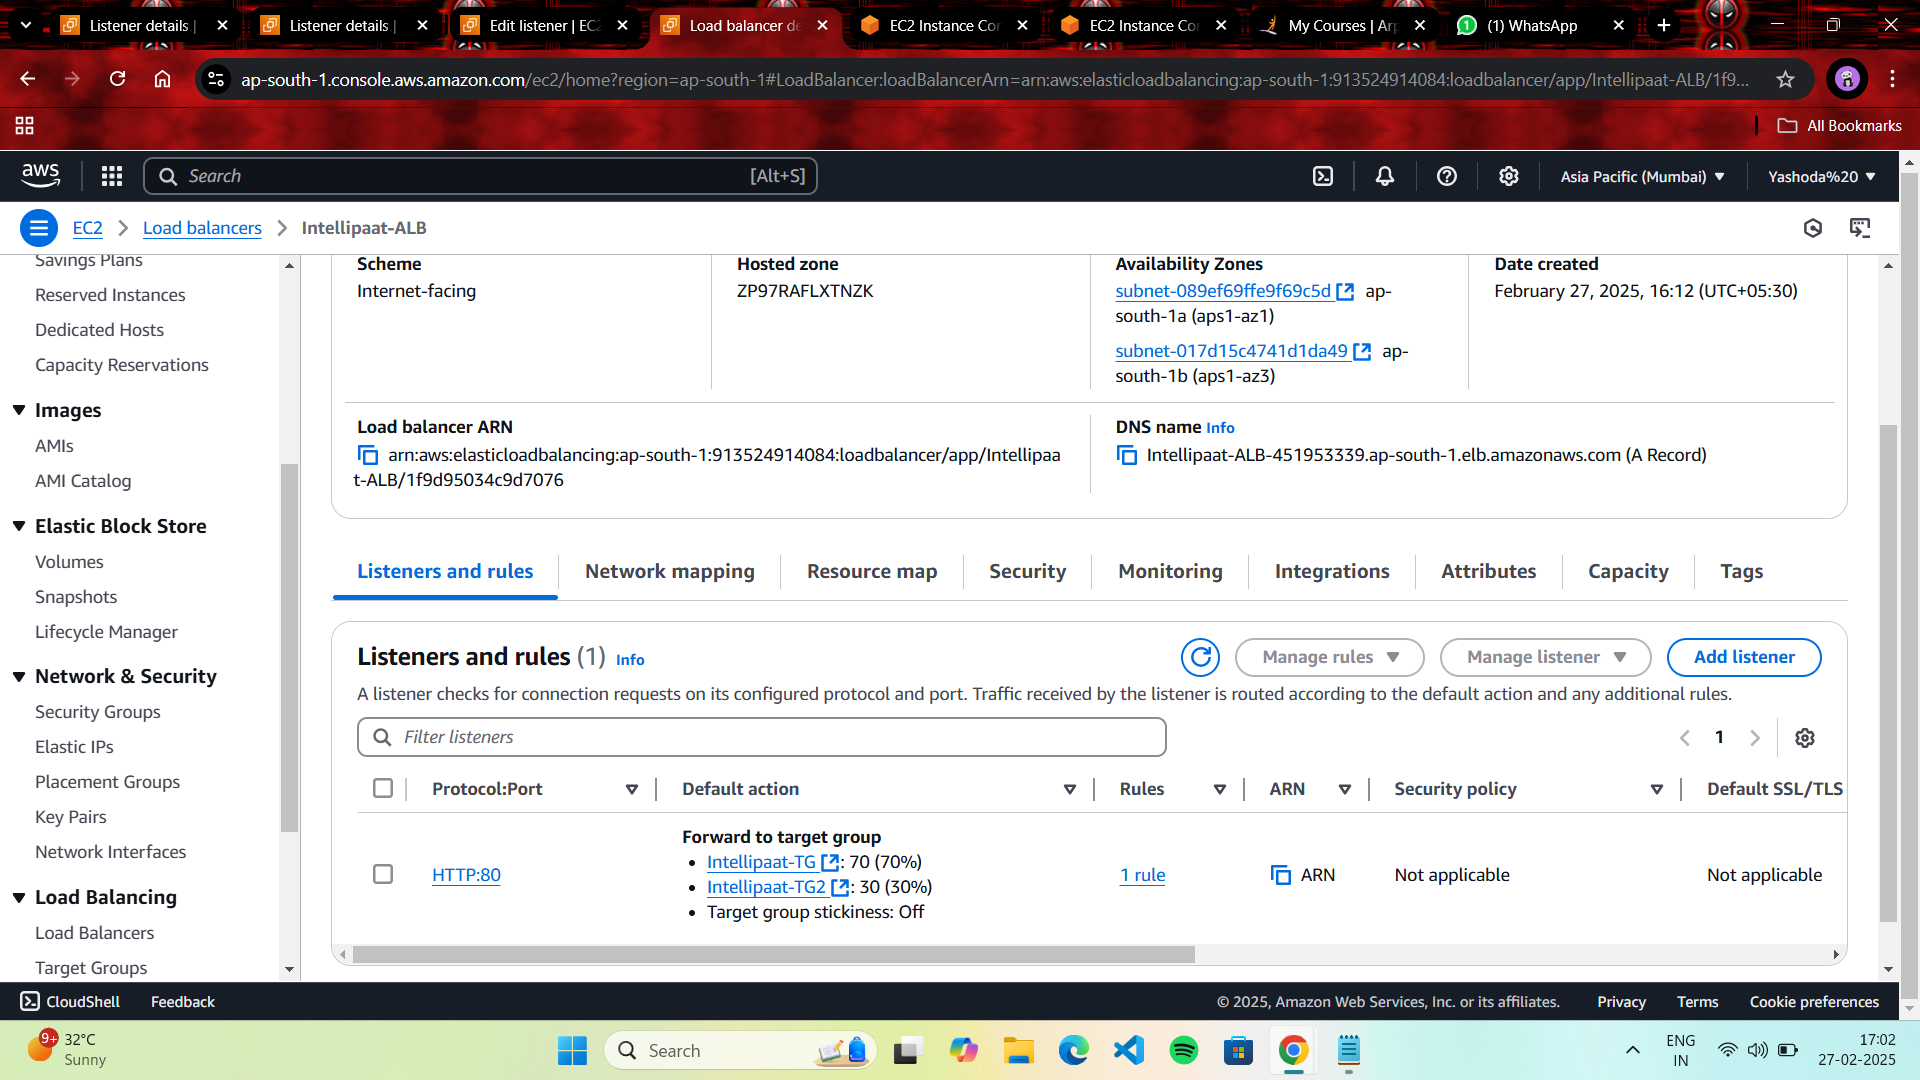 Listener details |
Listener details |
Edit listener | EC2
Load balancer de
EC2 Instance Con
EC2 Instance Con
My Courses | Arp
(1) WhatsApp
ap-south-1.console.aws.amazon.com/ec2/home?region=ap-south-1#LoadBalancer:loadBalancerArn=arn:aws:elasticloadbalancing:ap-south-1:913524914084:loadbalancer/app/Intellipaat-ALB/1f9...
All Bookmarks
aws
Search
[Alt+S]
Asia Pacific (Mumbai)
Yashoda%20
EC2
Load balancers
Intellipaat-ALB
Savings Plans
Reserved Instances
Dedicated Hosts
Capacity Reservations
Images
AMIs
AMI Catalog
Elastic Block Store
Volumes
Snapshots
Lifecycle Manager
Network & Security
Security Groups
Elastic IPs
Placement Groups
Key Pairs
Network Interfaces
Load Balancing
Load Balancers
Target Groups
Scheme
Internet-facing
Hosted zone
ZP97RAFLXTNZK
Availability Zones
subnet-089ef69ffe9f69c5d ap-
south-1a (aps1-az1)
subnet-017d15c4741d1da49 ap-
south-1b (aps1-az3)
Date created
February 27, 2025, 16:12 (UTC+05:30)
Load balancer ARN
arn:aws:elasticloadbalancing:ap-south-1:913524914084:loadbalancer/app/Intellipaa
t-ALB/1f9d95034c9d7076
DNS name Info
Intellipaat-ALB-451953339.ap-south-1.elb.amazonaws.com (A Record)
Listeners and rules
Network mapping
Resource map
Security
Monitoring
Integrations
Attributes
Capacity
Tags
Listeners and rules (1) Info
Manage rules
Manage listener
Add listener
A listener checks for connection requests on its configured protocol and port. Traffic received by the listener is routed according to the default action and any additional rules.
Filter listeners
1
Protocol:Port
Default action
Rules
ARN
Security policy
Default SSL/TLS
HTTP:80
Forward to target group
• Intellipaat-TG : 70 (70%)
• Intellipaat-TG2 : 30 (30%)
• Target group stickiness: Off
1 rule
ARN
Not applicable
Not applicable
CloudShell
Feedback
© 2025, Amazon Web Services, Inc. or its affiliates.
Privacy
Terms
Cookie preferences
9+
32°C
Sunny
Search
ENG
IN
17:02
27-02-2025